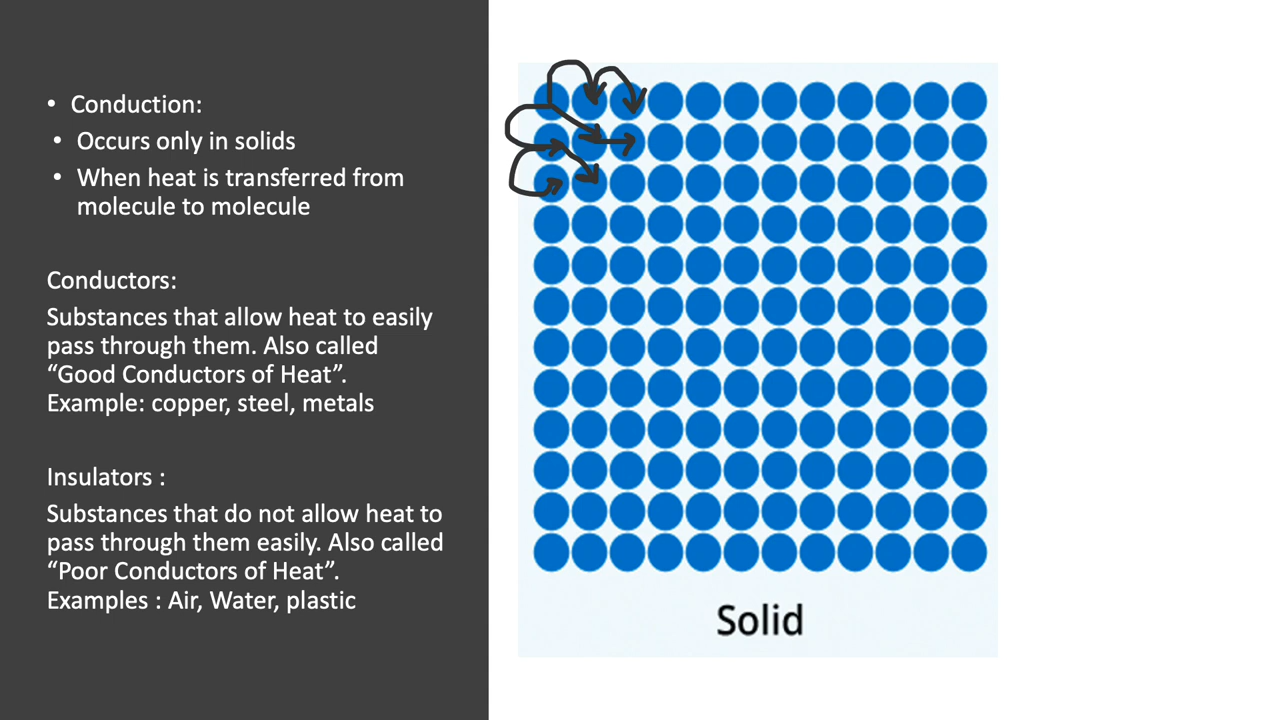 • Conduction:
• Occurs only in solids
• When heat is transferred from
molecule to molecule
Conductors:
Substances that allow heat to easily
pass through them. Also called
“Good Conductors of Heat”.
Example: copper, steel, metals
Insulators :
Substances that do not allow heat to
pass through them easily. Also called
“Poor Conductors of Heat”.
Examples : Air, Water, plastic
Solid